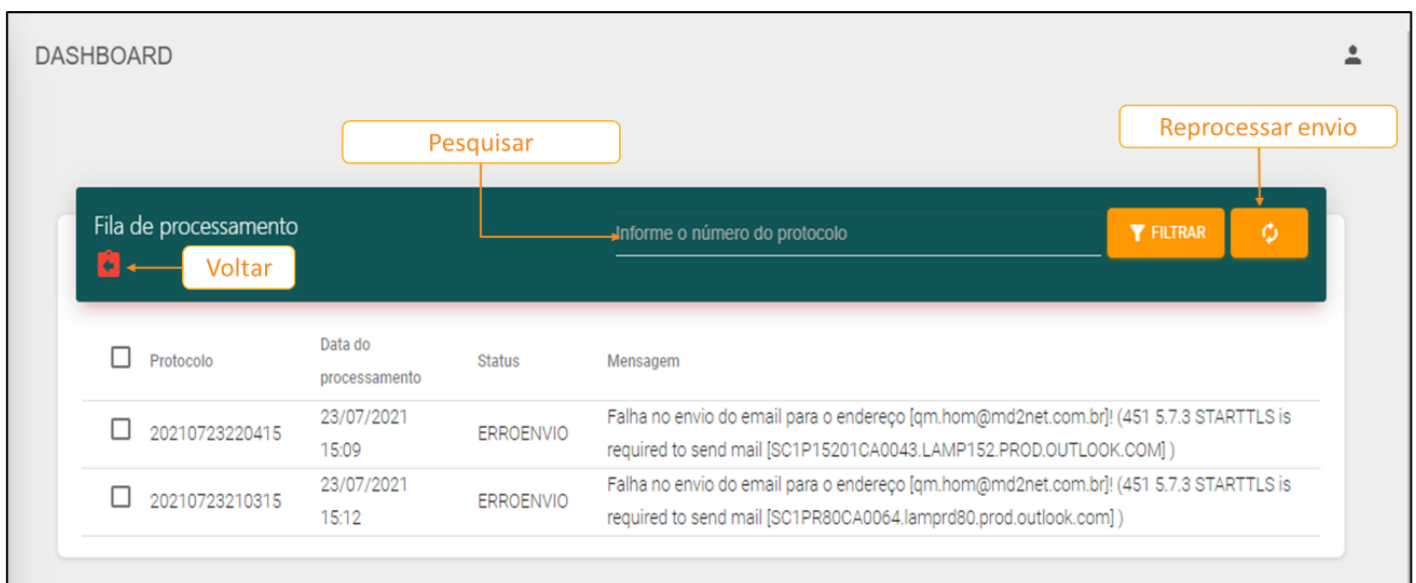 DASHBOARD
Pesquisar
Reprocessar envio
Fila de processamento
Informe o número do protocolo
FILTRAR
Voltar
Protocolo
Data do
processamento
Status
Mensagem
20210723220415
23/07/2021
15:09
ERROENVIO
Falha no envio do email para o endereço [qm.hom@md2net.com.br]! (451 5.7.3 STARTTLS is
required to send mail [SC1P15201CA0043.LAMP152.PROD.OUTLOOK.COM] )
20210723210315
23/07/2021
15:12
ERROENVIO
Falha no envio do email para o endereço [qm.hom@md2net.com.br]! (451 5.7.3 STARTTLS is
required to send mail [SC1PR80CA0064.lamprd80.prod.outlook.com] )